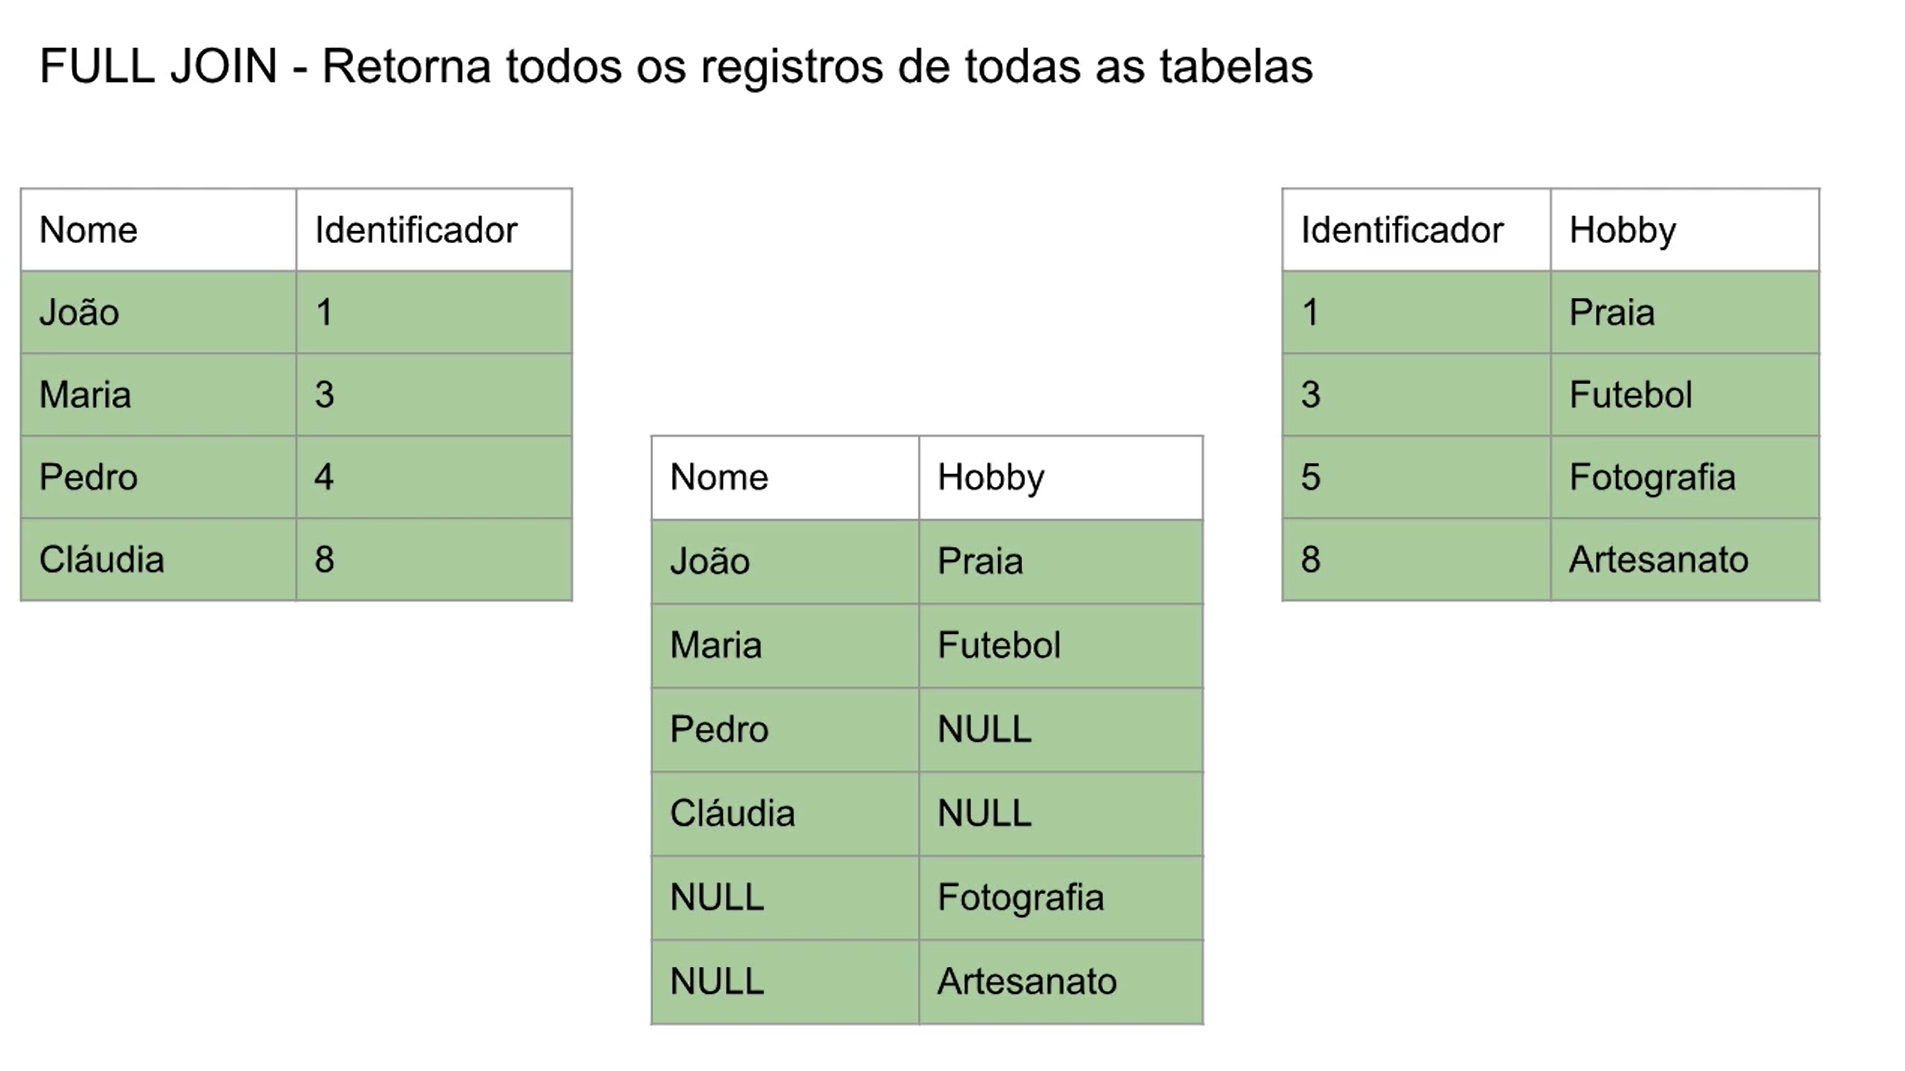 FULL JOIN - Retorna todos os registros de todas as tabelas
Nome Identificador
João 1
Maria 3
Pedro 4
Cláudia 8
Identificador Hobby
1 Praia
3 Futebol
5 Fotografia
8 Artesanato
Nome Hobby
João Praia
Maria Futebol
Pedro NULL
Cláudia NULL
NULL Fotografia
NULL Artesanato